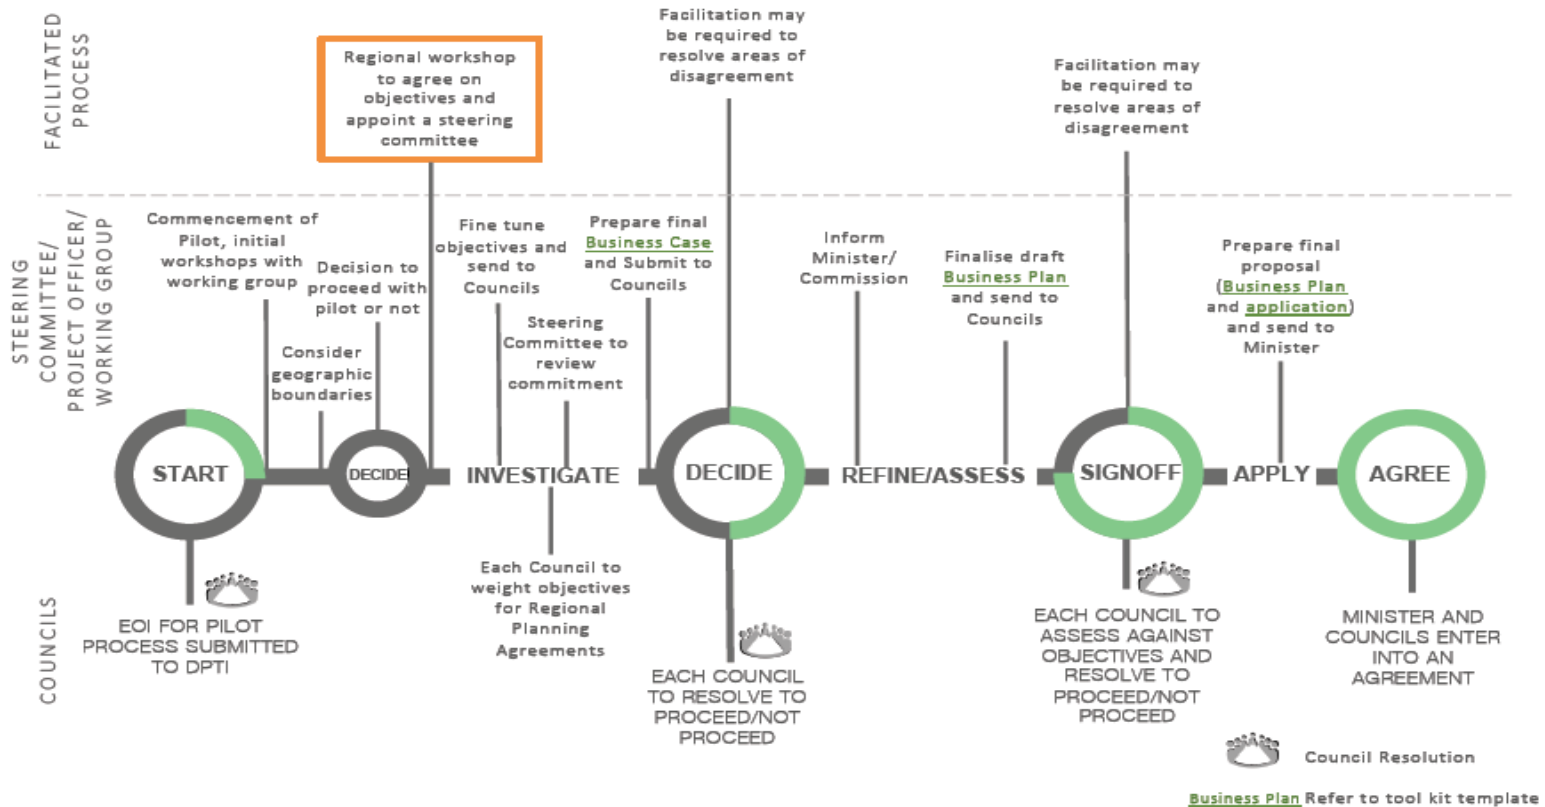 FACILITATED
PROCESS
Regional workshop
to agree on
objectives and
appoint a steering
committee
Facilitation may
be required to
resolve areas of
disagreement
Facilitation may
be required to
resolve areas of
disagreement
STEERING
COMMITTEE/
PROJECT OFFICER/
WORKING GROUP
Commencement of
Pilot, initial
workshops with
working group
Consider
geographic
boundaries
Decision to
proceed with
pilot or not
Fine tune
objectives and
send to
Councils
Steering
Committee to
review
commitment
Prepare final
Business Case
and Submit to
Councils
Inform
Minister/
Commission
Finalise draft
Business Plan
and send to
Councils
Prepare final
proposal
(Business Plan
and application)
and send to
Minister
START
DECIDE
INVESTIGATE
DECIDE
REFINE/ASSESS
SIGNOFF
APPLY
AGREE
COUNCILS
EOI FOR PILOT
PROCESS SUBMITTED
TO DPTI
Each Council to
weight objectives
for Regional
Planning
Agreements
EACH COUNCIL
TO RESOLVE TO
PROCEED/NOT
PROCEED
EACH COUNCIL TO
ASSESS AGAINST
OBJECTIVES AND
RESOLVE TO
PROCEED/NOT
PROCEED
MINISTER AND
COUNCILS ENTER
INTO AN
AGREEMENT
Council Resolution
Business Plan Refer to tool kit template